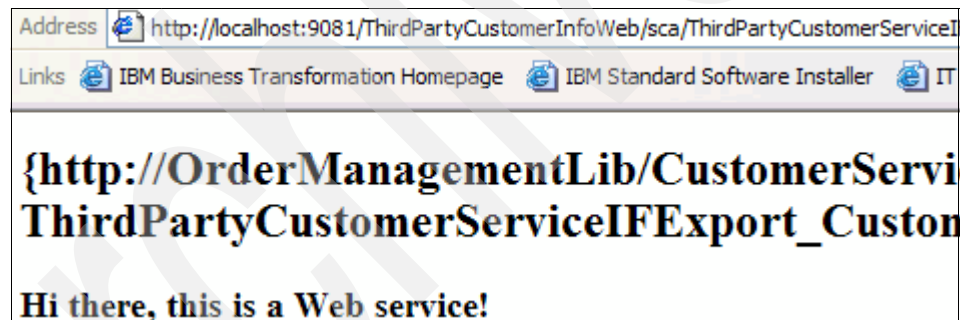 Address http://localhost:9081/ThirdPartyCustomerInfoWeb/sca/ThirdPartyCustomerServiceI
Links IBM Business Transformation Homepage IBM Standard Software Installer IT
{http://OrderManagementLib/CustomerServi
ThirdPartyCustomerServiceIFExport_Custom
Hi there, this is a Web service!